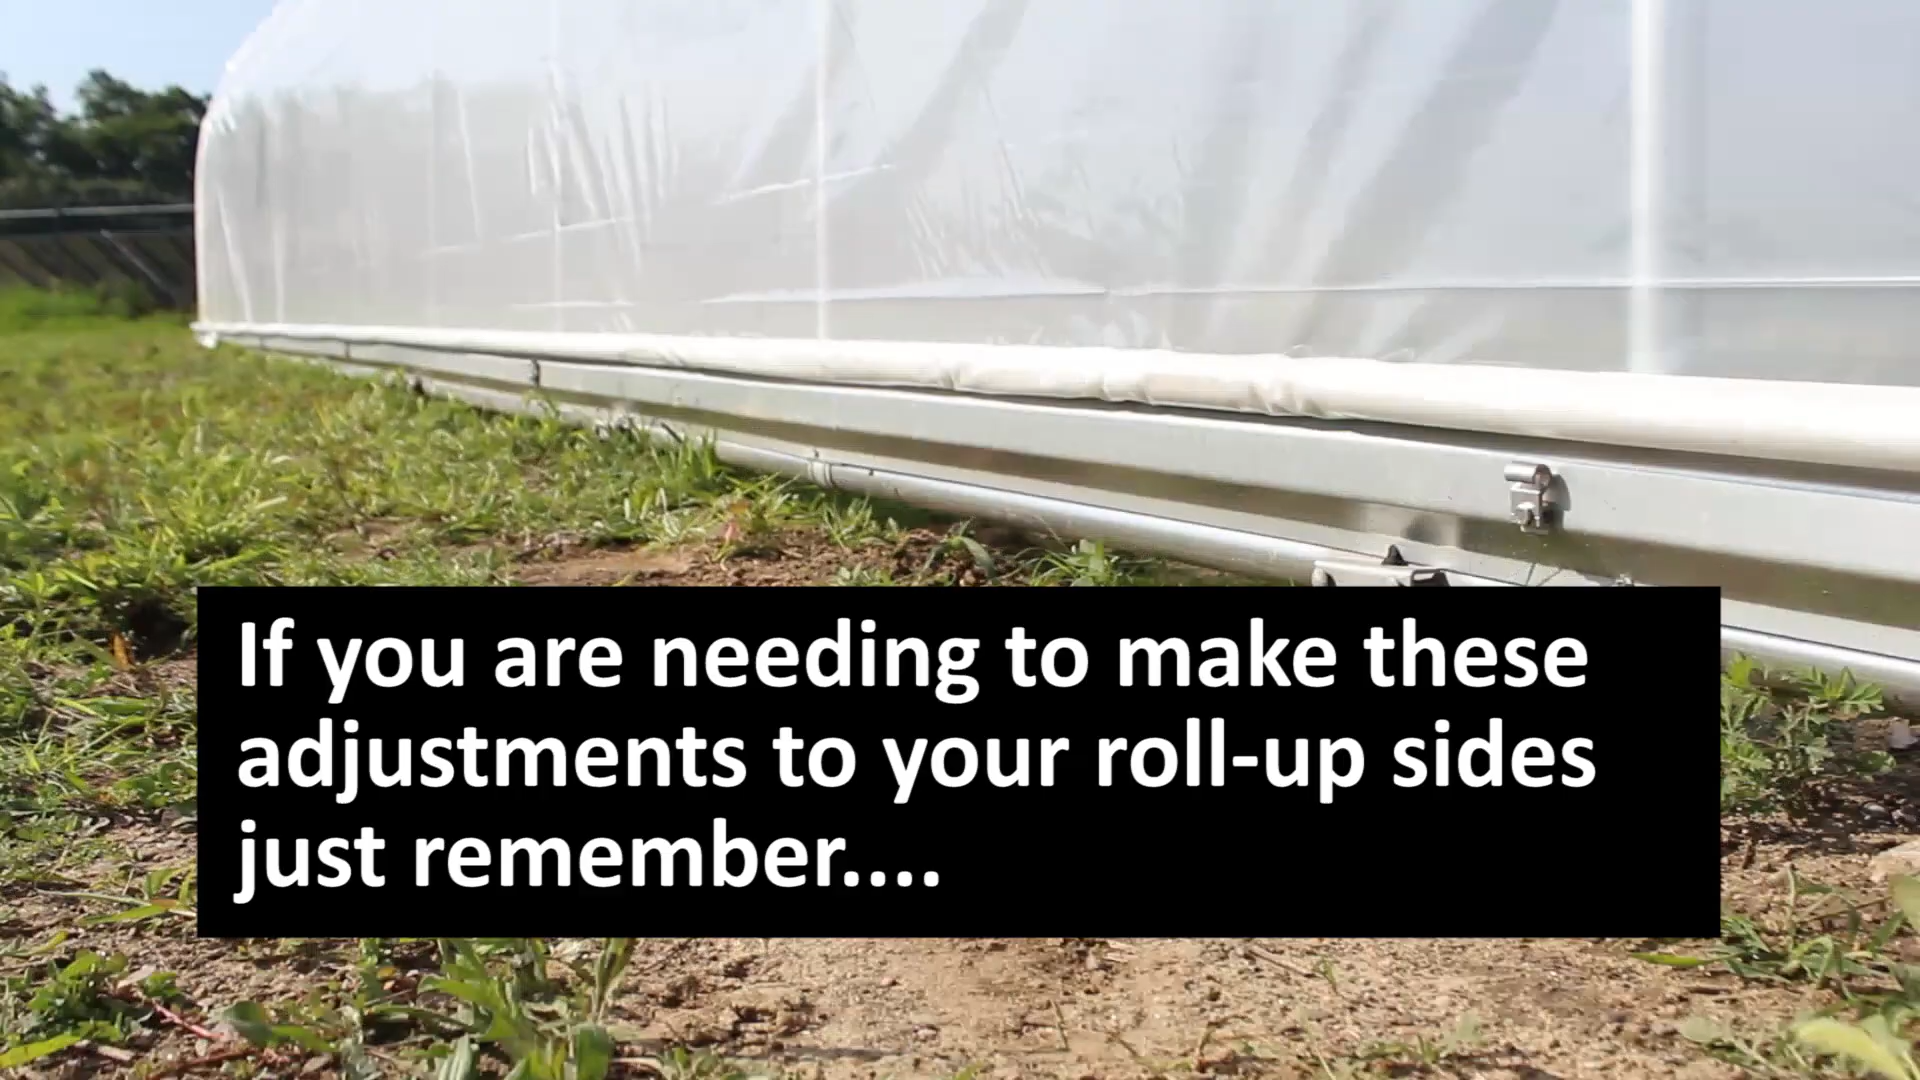 If you are needing to make these
adjustments to your roll-up sides
just remember....